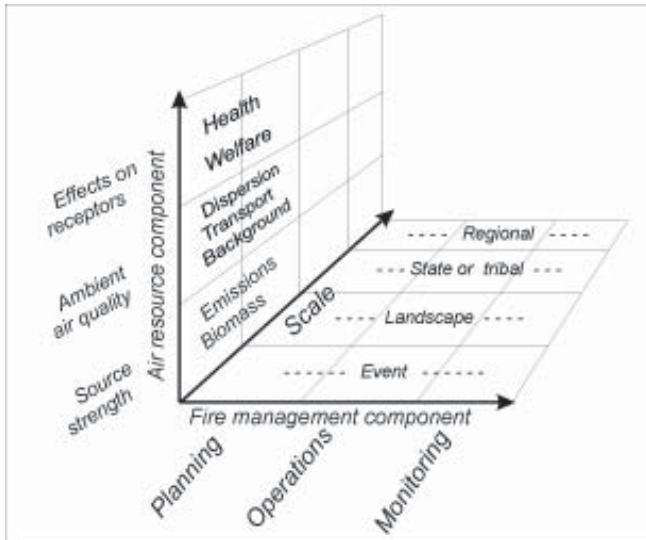 Health
Welfare
Dispersion
Transport
Background
Emissions
Biomass
Effects on
receptors
Ambient
air quality
Source
strength
Air resource component
Scale
Regional
State or tribal
Landscape
Event
Fire management component
Planning
Operations
Monitoring